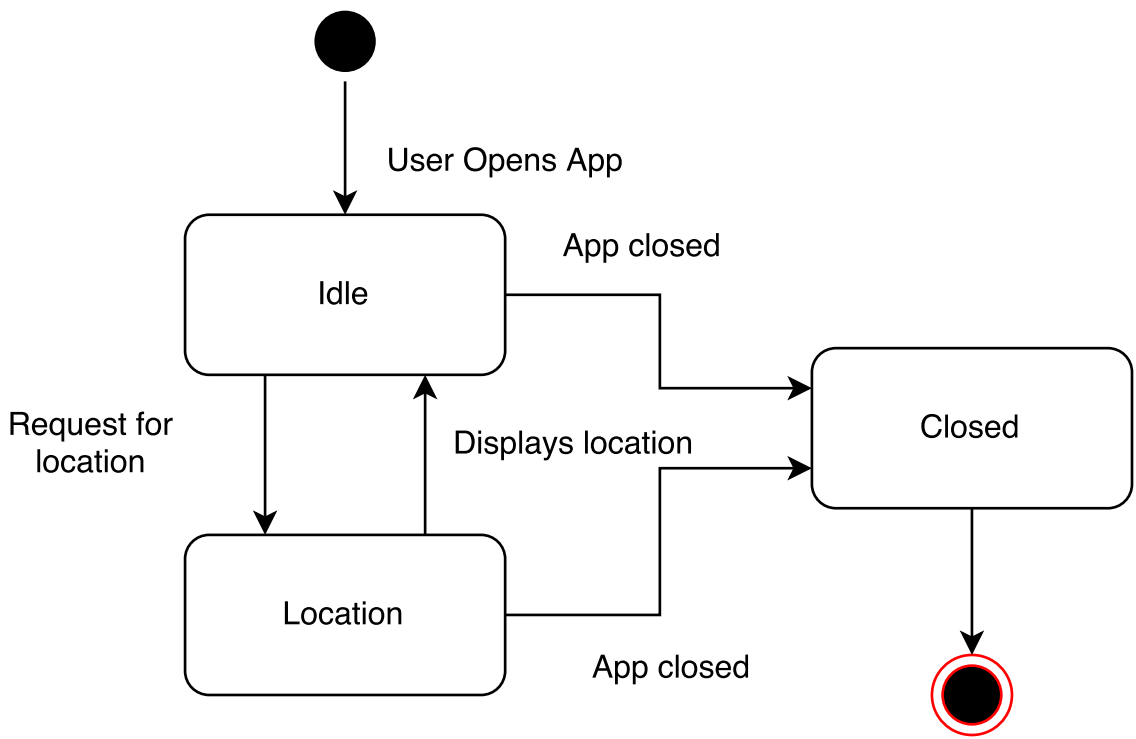 User Opens App
App closed
Idle
Request for
location
Displays location
Closed
Location
App closed